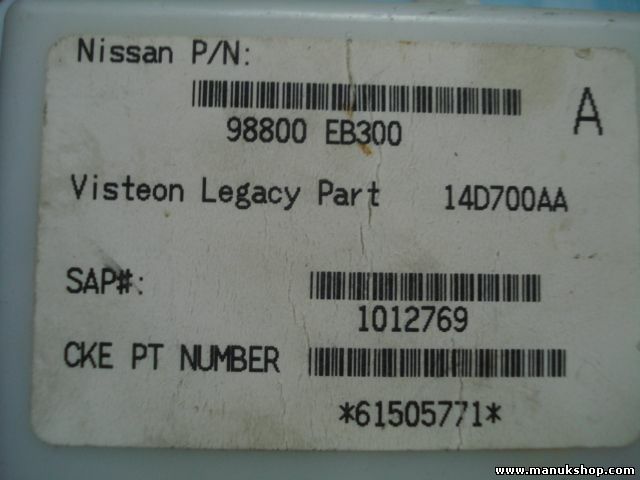 Nissan P/N:
A
98800 EB300
Visteon Legacy Part 14D700AA
SAP#:
1012769
CKE PT NUMBER
*61505771*
www.manukshop.com